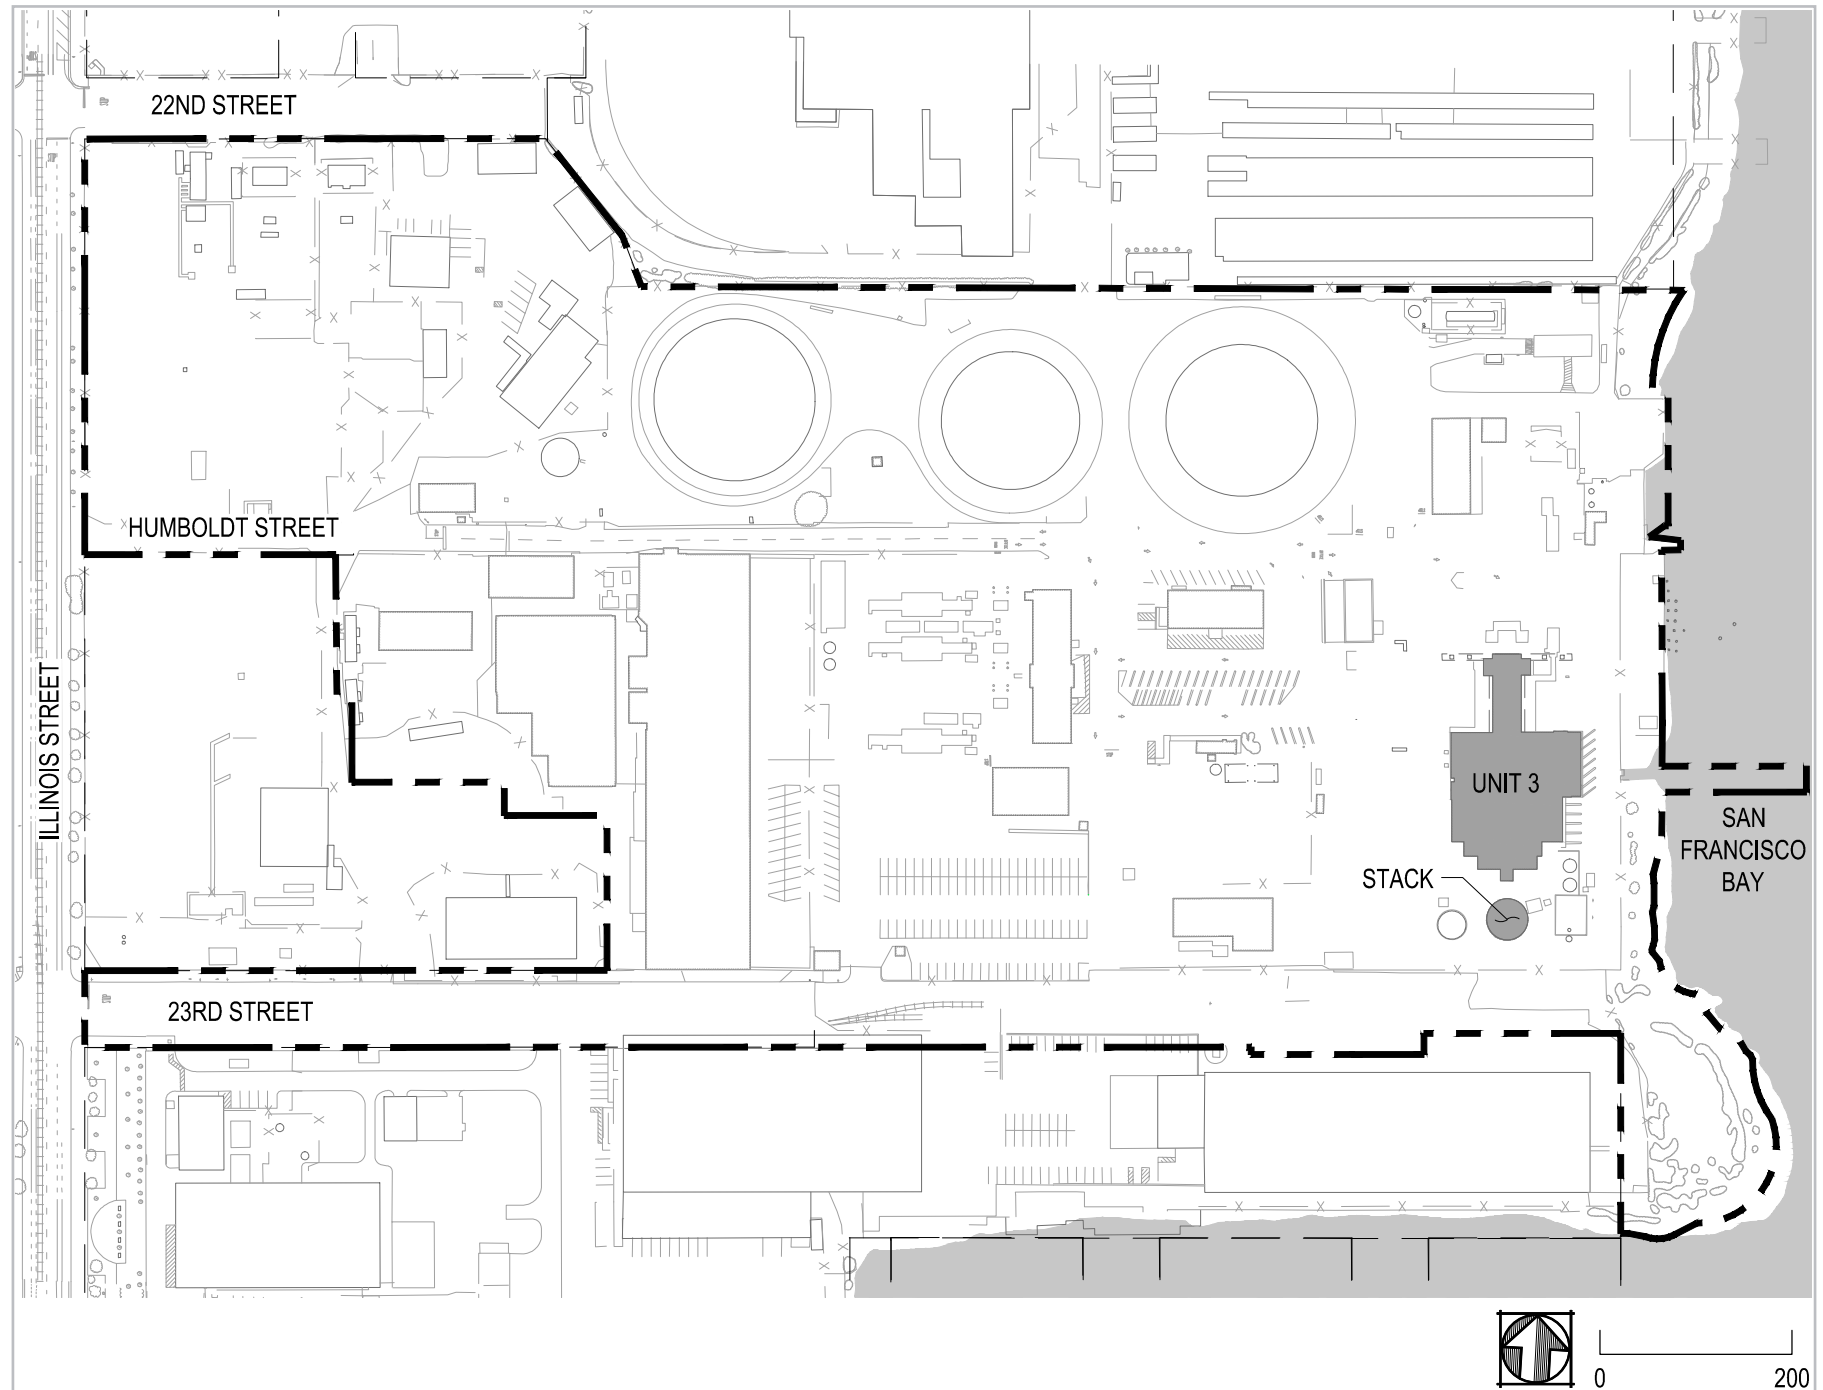 22ND STREET
HUMBOLDT STREET
ILLINOIS STREET
UNIT 3
SAN
FRANCISCO
BAY
STACK
23RD STREET
0
200